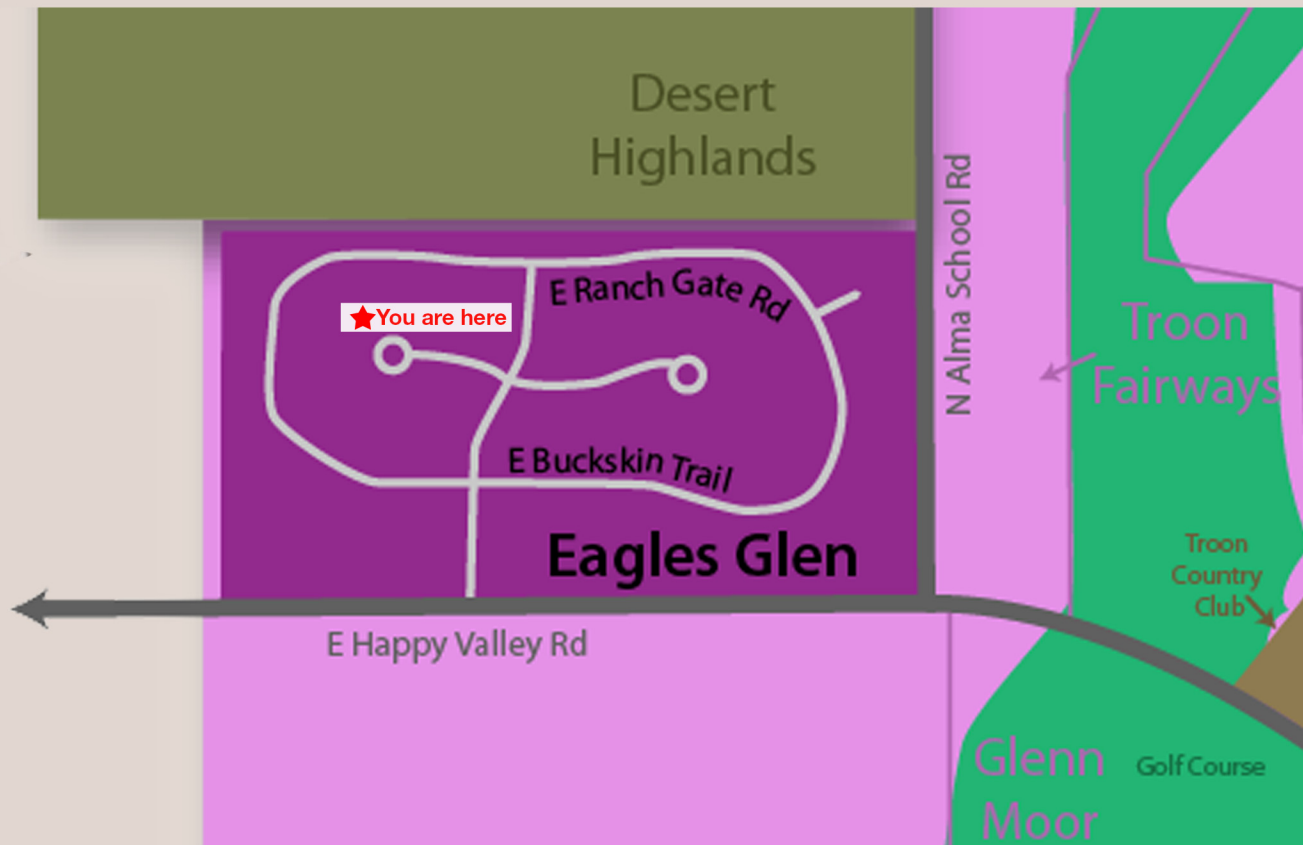 Desert
Highlands
N Alma School Rd
E Ranch Gate Rd
You are here
Troon
Fairways
E Buckskin Trail
Eagles Glen
Troon
Country
Club
E Happy Valley Rd
Glenn
Moor
Golf Course